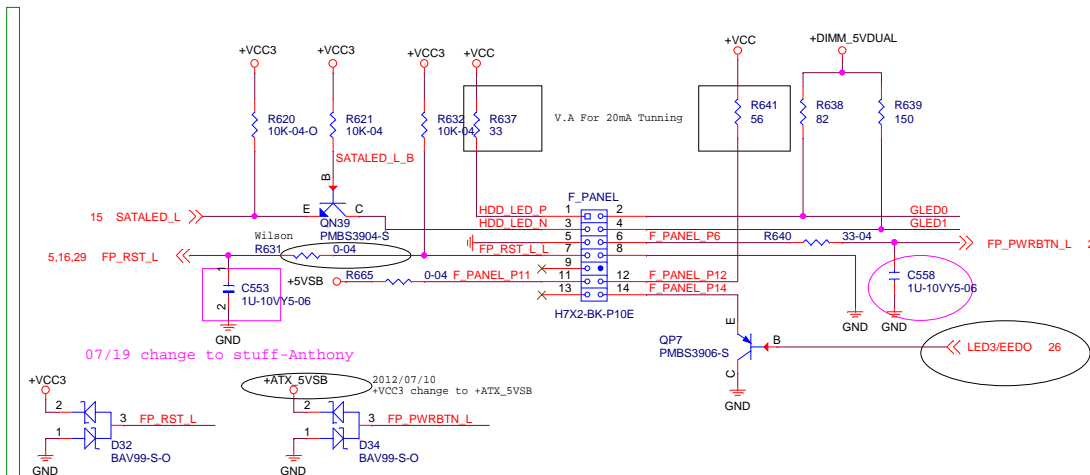 +VCC3
+VCC3
+VCC3
+VCC
+VCC
+DIMM_5VDUAL
R620
10K-04-O
R621
10K-04
R632
10K-04
R637
33
V.A For 20mA Tunning
R641
56
R638
82
R639
150
SATALED_L_B
B
E
C
15 SATALED_L
QN39
PMBS3904-S
F_PANEL
HDD_LED_P
1
2
GLED0
HDD_LED_N
3
4
GLED1
5
6
F_PANEL_P6
R640
33-04
FP_PWRBTN_L
Wilson
R631
0-04
FP_RST_L_L
7
8
5,16,29 FP_RST_L
9
+5VSB
R665
0-04
F_PANEL_P11
11
12
F_PANEL_P12
13
14
F_PANEL_P14
H7X2-BK-P10E
1
C553
1U-10VY5-06
2
GND
C558
1U-10VY5-06
GND
GND
E
QP7
PMBS3906-S
B
C
GND
LED3/EEDO 26
07/19 change to stuff-Anthony
+VCC3
2
3
FP_RST_L
1
D32
BAV99-S-O
GND
+ATX_5VSB
2012/07/10
+VCC3 change to +ATX_5VSB
2
3
FP_PWRBTN_L
1
D34
BAV99-S-O
GND